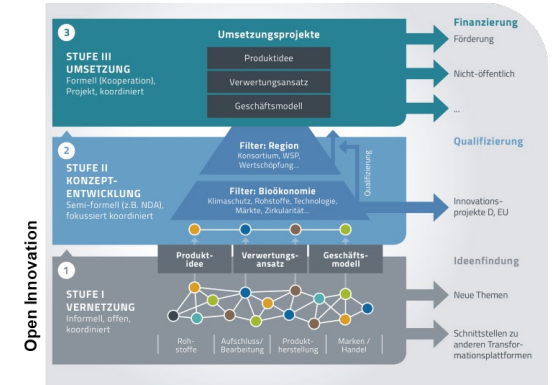 3
STUFE III
UMSETZUNG
Formell (Kooperation),
Projekt, koordiniert
Umsetzungsprojekte
Produktidee
Verwertungsansatz
Geschäftsmodell
Finanzierung
Förderung
Nicht-öffentlich
...
2
STUFE II
KONZEPT-
ENTWICKLUNG
Semi-formell (z.B. NDA),
fokussiert koordiniert
Filter: Region
Konsortium, WSP,
Wertschöpfung...
Filter: Bioökonomie
Klimaschutz, Rohstoffe, Technologie,
Märkte, Zirkularität...
Qualifizierung
Qualifizierung
Innovations-
projekte D, EU
Produkt-
idee
Verwertungs-
ansatz
Geschäfts-
modell
1
STUFE I
VERNETZUNG
Informell, offen,
koordiniert
Roh-
stoffe
Aufschluss/
Bearbeitung
Produkt-
herstellung
Marken /
Handel
Ideenfindung
Neue Themen
Schnittstellen zu
anderen Transfor-
mationsplattformen
Open Innovation